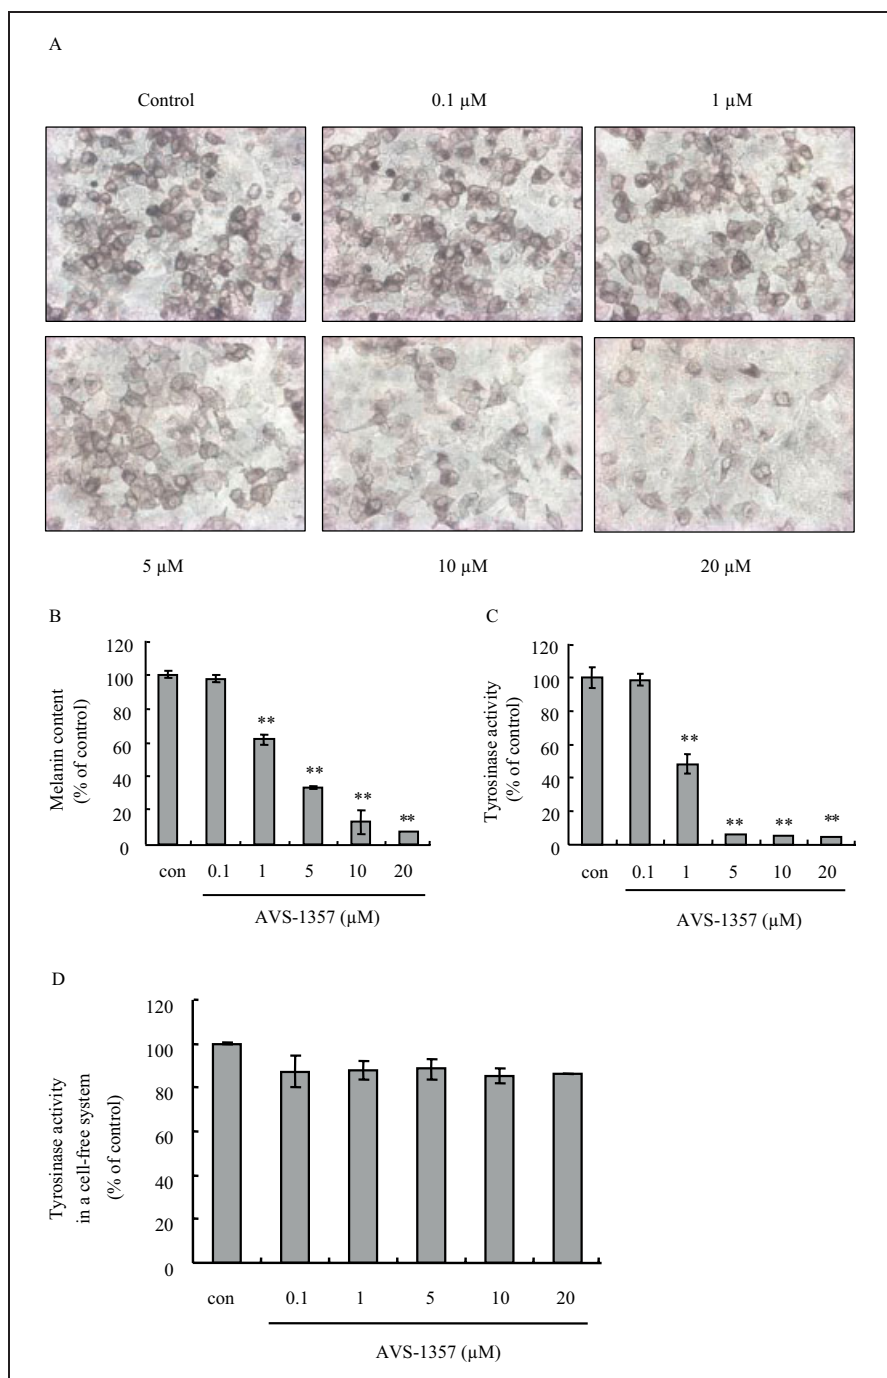 A
Control 0.1 µM 1 µM
5 µM 10 µM 20 µM
B
Melanin content
(% of control)
120
100
80
60
40
20
0
** ** ** **
con 0.1 1 5 10 20
AVS-1357 (µM)
C
Tyrosinase activity
(% of control)
120
100
80
60
40
20
0
** ** ** **
con 0.1 1 5 10 20
AVS-1357 (µM)
D
Tyrosinase activity
in a cell-free system
(% of control)
120
100
80
60
40
20
0
con 0.1 1 5 10 20
AVS-1357 (µM)